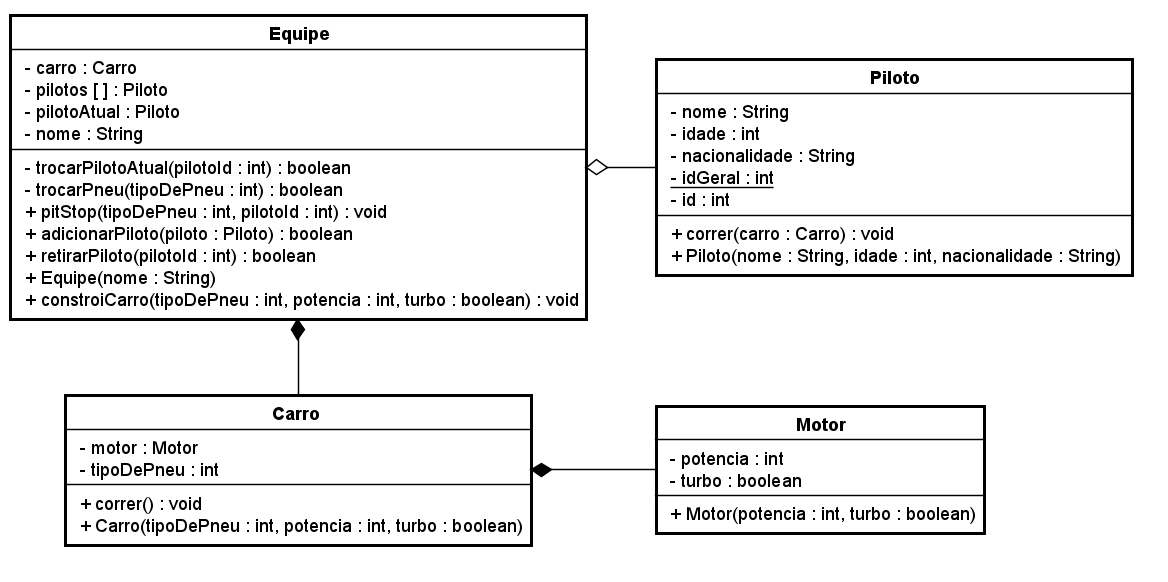 Equipe
- carro : Carro
- pilotos [ ] : Piloto
- pilotoAtual : Piloto
- nome : String
- trocarPilotoAtual(pilotoId : int) : boolean
- trocarPneu(tipoDePneu : int) : boolean
+ pitStop(tipoDePneu : int, pilotoId : int) : void
+ adicionarPiloto(piloto : Piloto) : boolean
+ retirarPiloto(pilotoId : int) : boolean
+ Equipe(nome : String)
+ constroiCarro(tipoDePneu : int, potencia : int, turbo : boolean) : void
Piloto
- nome : String
- idade : int
- nacionalidade : String
- idGeral : int
- id : int
+ correr(carro : Carro) : void
+ Piloto(nome : String, idade : int, nacionalidade : String)
Carro
- motor : Motor
- tipoDePneu : int
+ correr() : void
+ Carro(tipoDePneu : int, potencia : int, turbo : boolean)
Motor
- potencia : int
- turbo : boolean
+ Motor(potencia : int, turbo : boolean)